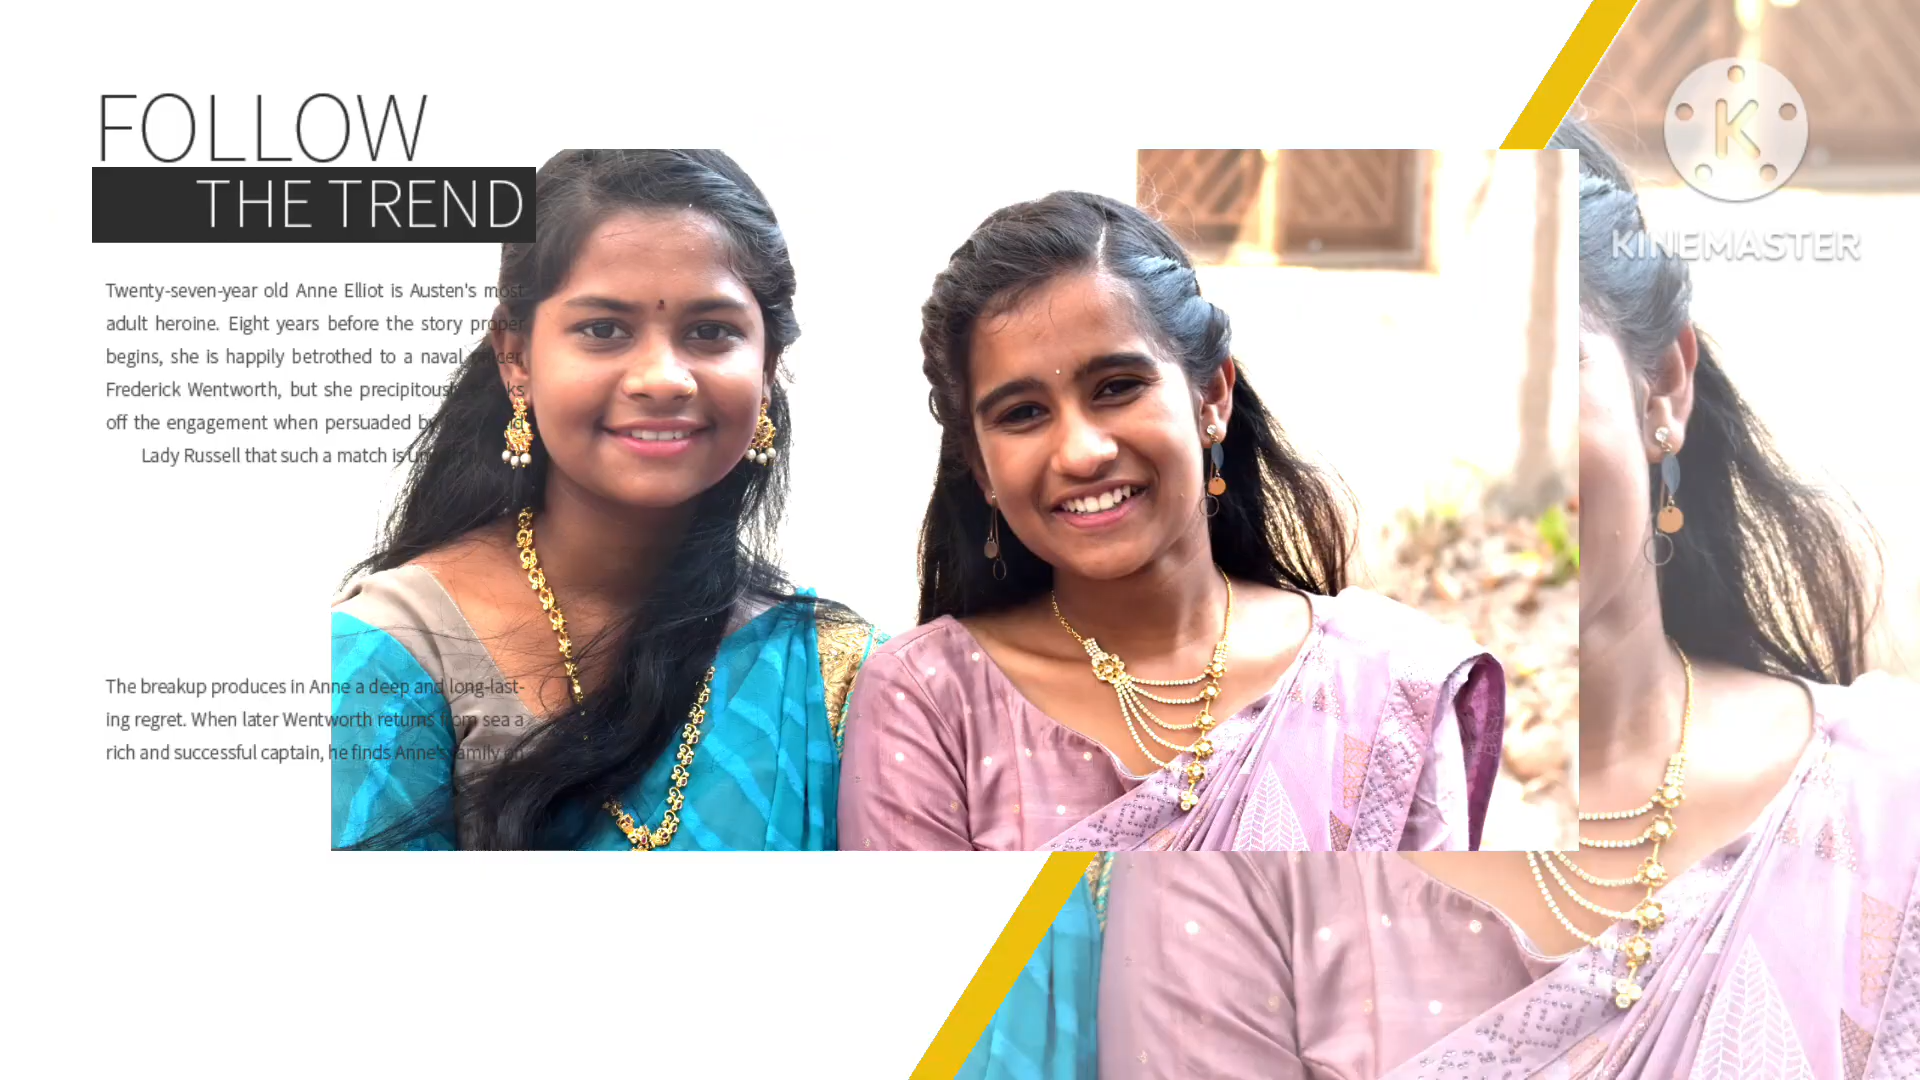 FOLLOW
THE TREND
Twenty-seven-year old Anne Elliot is Austen's most
adult heroine. Eight years before the story proper
begins, she is happily betrothed to a naval
Frederick Wentworth, but she precipitous
off the engagement when persuaded
Lady Russell that such a match is
The breakup produces in Anne a deep and long-last-
ing regret. When later Wentworth returns from sea a
rich and successful captain, he finds Anne's family
K
KINEMASTER